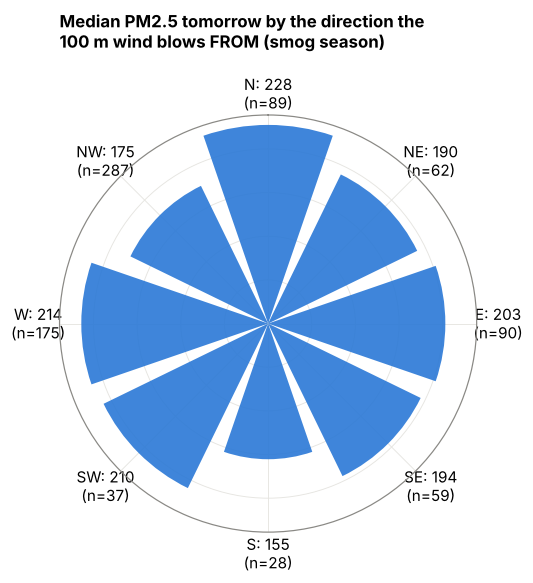 Median PM2.5 tomorrow by the direction the
100 m wind blows FROM (smog season)
N: 228
(n=89)
NW: 175
(n=287)
NE: 190
(n=62)
W: 214
(n=175)
E: 203
(n=90)
SW: 210
(n=37)
SE: 194
(n=59)
S: 155
(n=28)